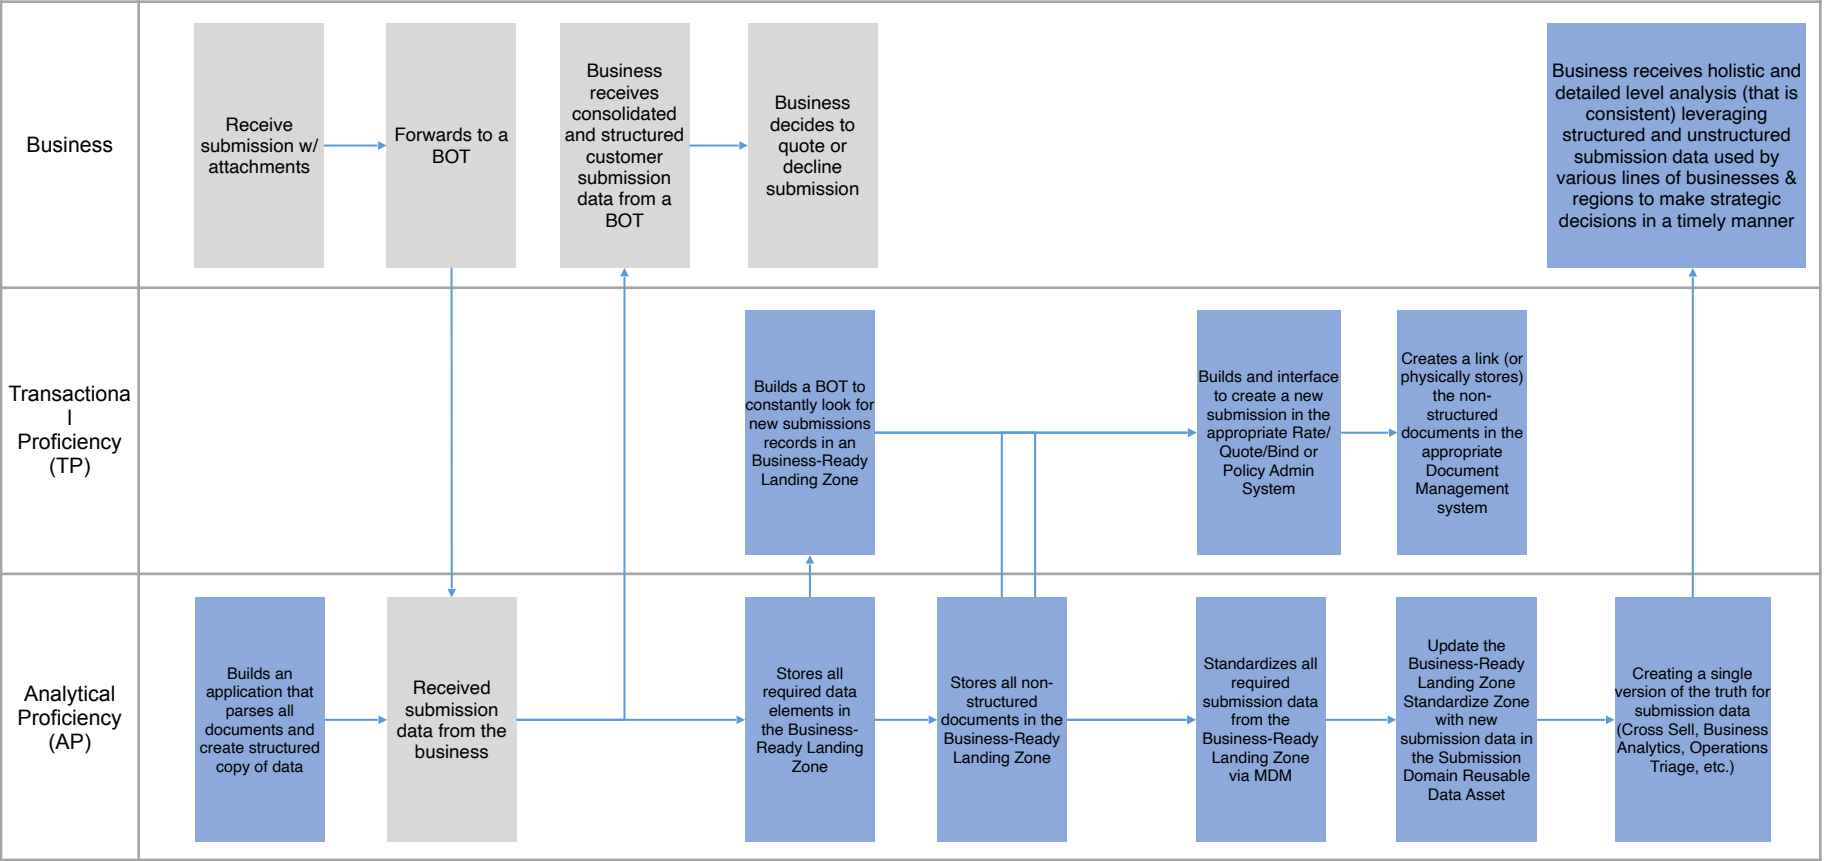 Business
Receive
submission w/
attachments
Forwards to a
BOT
Business
receives
consolidated
and structured
customer
submission
data from a
BOT
Business
decides to
quote or
decline
submission
Business receives holistic and
detailed level analysis (that is
consistent) leveraging
structured and unstructured
submission data used by
various lines of businesses &
regions to make strategic
decisions in a timely manner
Transactiona
l
Proficiency
(TP)
Builds a BOT to
constantly look for
new submissions
records in an
Business-Ready
Landing Zone
Builds and interface
to create a new
submission in the
appropriate Rate/
Quote/Bind or
Policy Admin
System
Creates a link (or
physically stores)
the non-
structured
documents in the
appropriate
Document
Management
system
Analytical
Proficiency
(AP)
Builds an
application that
parses all
documents and
create structured
copy of data
Received
submission
data from the
business
Stores all
required data
elements in
the Business-
Ready Landing
Zone
Stores all non-
structured
documents in the
Business-Ready
Landing Zone
Standardizes all
required
submission data
from the
Business-Ready
Landing Zone
via MDM
Update the
Business-Ready
Landing Zone
Standardize Zone
with new
submission data in
the Submission
Domain Reusable
Data Asset
Creating a single
version of the truth for
submission data
(Cross Sell, Business
Analytics, Operations
Triage, etc.)